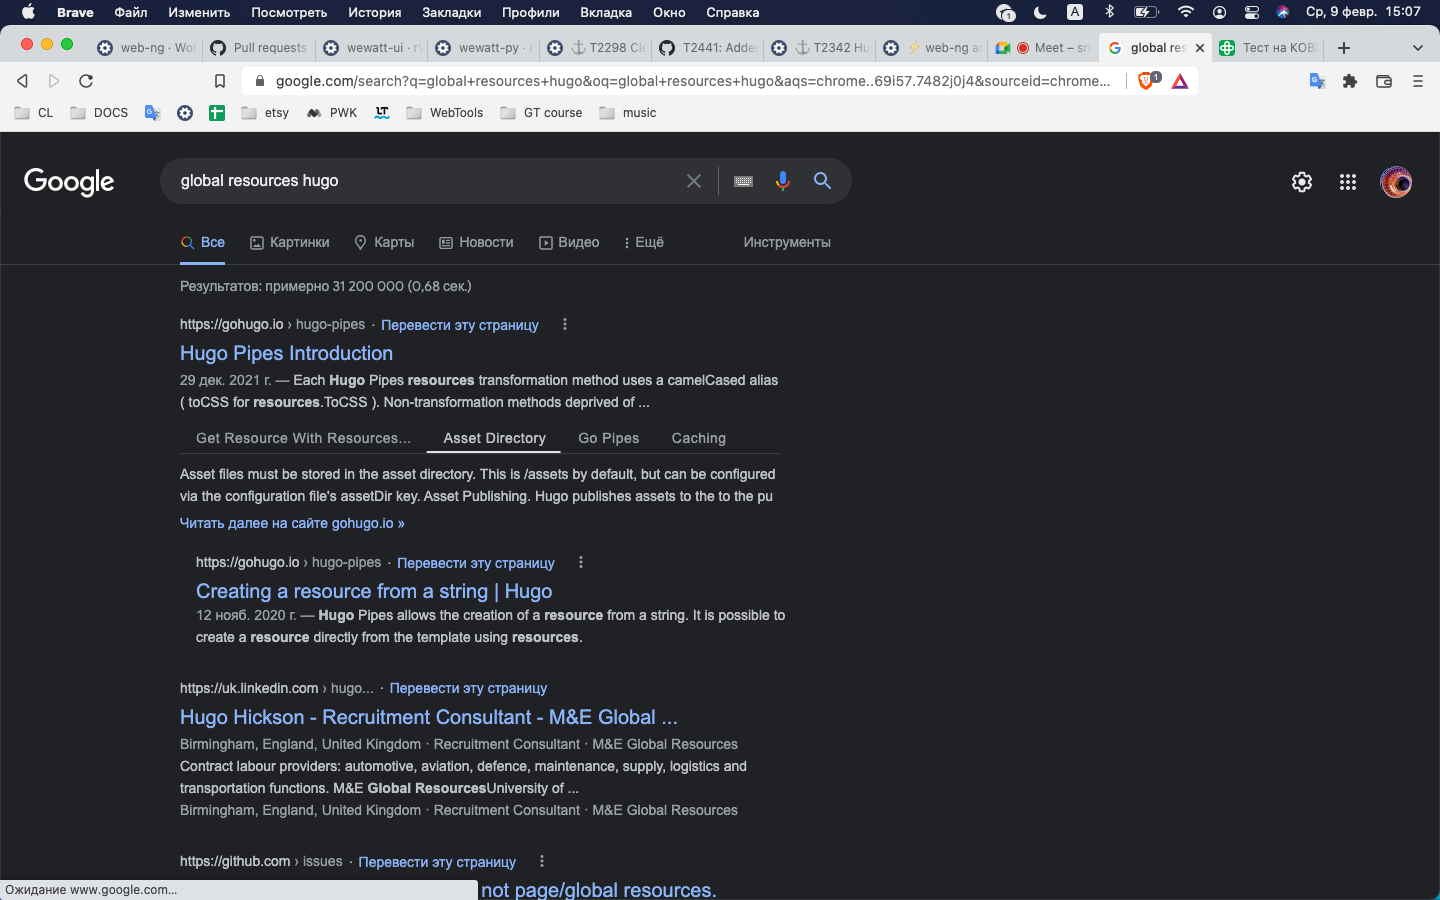 Brave Файл Изменить Посмотреть История Закладки Профили Вкладка Окно Справка 1 A Ср, 9 февр. 15:07
web-ng · Wor Pull requests wewatt-ui · r wewatt-py · r T2298 Cle T2441: Added T2342 Hu web-ng ar Meet – sn global res Тест на КОВ
google.com/search?q=global+resources+hugo&oq=global+resources+hugo&aqs=chrome..69i57.7482j0j4&sourceid=chrome... 1
CL DOCS etsy PWK LT WebTools GT course music
Google global resources hugo
Все Картинки Карты Новости Видео Ещё Инструменты
Результатов: примерно 31 200 000 (0,68 сек.)
https://gohugo.io › hugo-pipes · Перевести эту страницу
Hugo Pipes Introduction
29 дек. 2021 г. — Each Hugo Pipes resources transformation method uses a camelCased alias
( toCSS for resources.ToCSS ). Non-transformation methods deprived of ...
Get Resource With Resources... Asset Directory Go Pipes Caching
Asset files must be stored in the asset directory. This is /assets by default, but can be configured
via the configuration file's assetDir key. Asset Publishing. Hugo publishes assets to the to the pu
Читать далее на сайте gohugo.io »
https://gohugo.io › hugo-pipes · Перевести эту страницу
Creating a resource from a string | Hugo
12 нояб. 2020 г. — Hugo Pipes allows the creation of a resource from a string. It is possible to
create a resource directly from the template using resources.
https://uk.linkedin.com › hugo... · Перевести эту страницу
Hugo Hickson - Recruitment Consultant - M&E Global ...
Birmingham, England, United Kingdom · Recruitment Consultant · M&E Global Resources
Contract labour providers: automotive, aviation, defence, maintenance, supply, logistics and
transportation functions. M&E Global ResourcesUniversity of ...
Birmingham, England, United Kingdom · Recruitment Consultant · M&E Global Resources
https://github.com › issues · Перевести эту страницу
Ожидание www.google.com... not page/global resources.